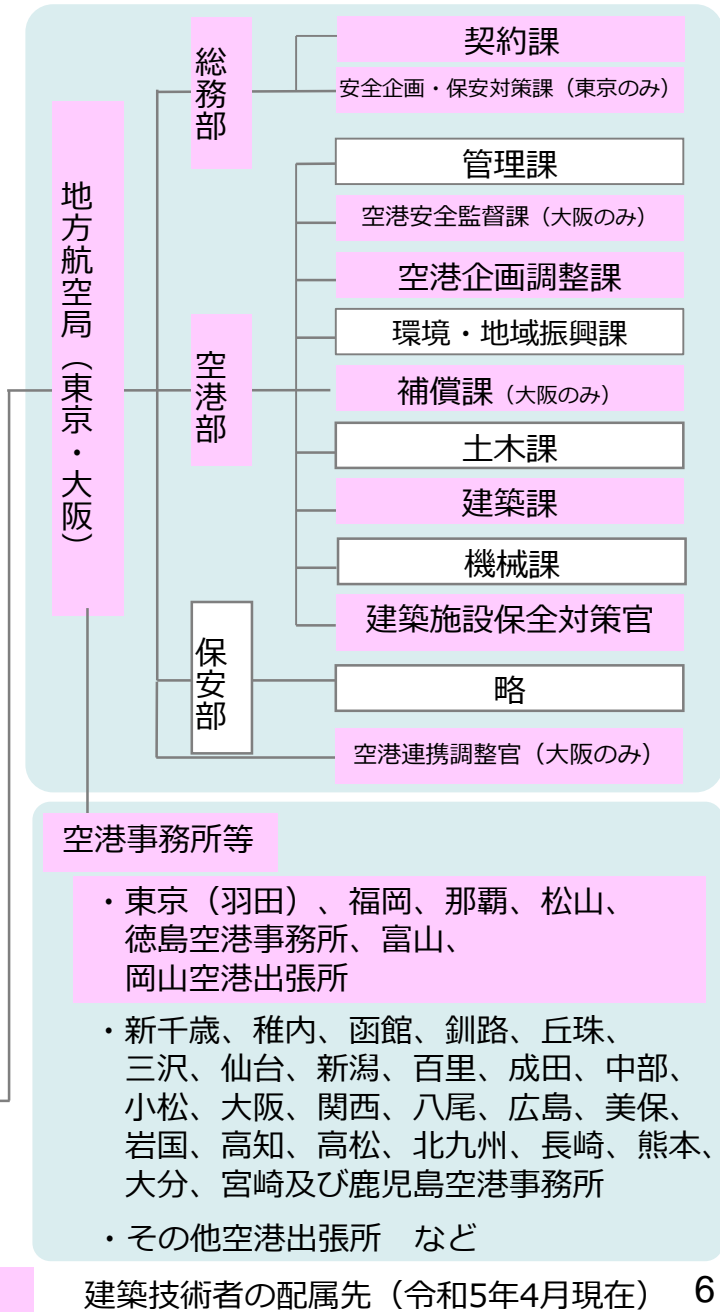 総務部
契約課
安全企画・保安対策課（東京のみ）
地方航空局（東京・大阪）
空港部
管理課
空港安全監督課（大阪のみ）
空港企画調整課
環境・地域振興課
補償課（大阪のみ）
土木課
建築課
機械課
建築施設保全対策官
保安部
略
空港連携調整官（大阪のみ）
空港事務所等
・東京（羽田）、福岡、那覇、松山、
徳島空港事務所、富山、
岡山空港出張所
・新千歳、稚内、函館、釧路、丘珠、
三沢、仙台、新潟、百里、成田、中部、
小松、大阪、関西、八尾、広島、美保、
岩国、高知、高松、北九州、長崎、熊本、
大分、宮崎及び鹿児島空港事務所
・その他空港出張所　など
建築技術者の配属先（令和5年4月現在）
6